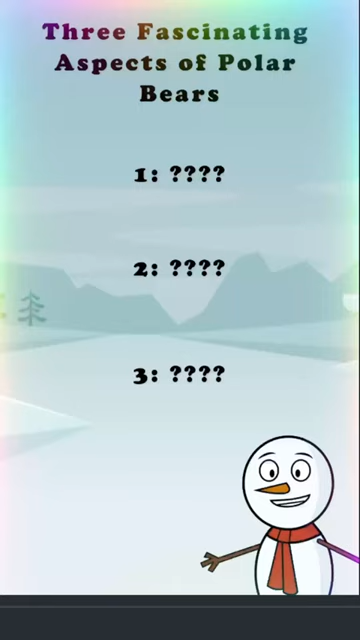 Three Fascinating
Aspects of Polar
Bears
1: ????
2: ????
3: ????